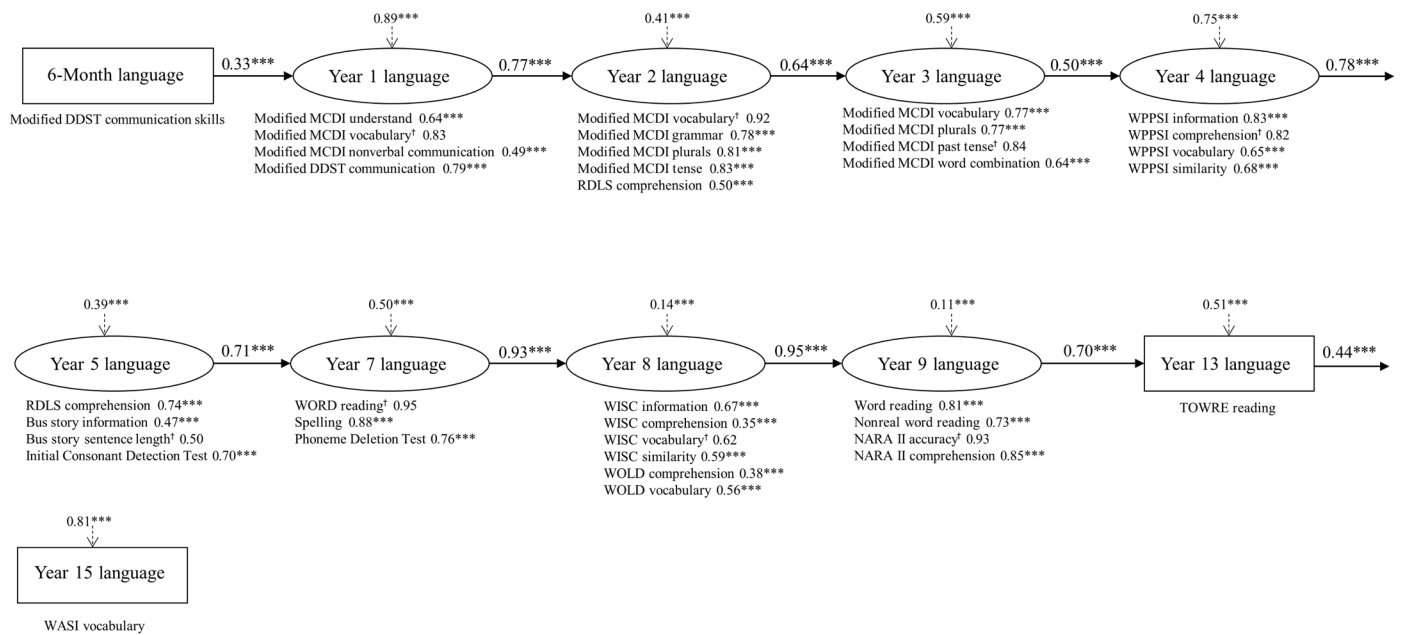 0.89***
0.41***
0.59***
0.75***
6-Month language
0.33***
Year 1 language
0.77***
Year 2 language
0.64***
Year 3 language
0.50***
Year 4 language
0.78***
Modified DDST communication skills
Modified MCDI understand 0.64***
Modified MCDI vocabulary† 0.83
Modified MCDI nonverbal communication 0.49***
Modified DDST communication 0.79***
Modified MCDI vocabulary† 0.92
Modified MCDI grammar 0.78***
Modified MCDI plurals 0.81***
Modified MCDI tense 0.83***
RDLS comprehension 0.50***
Modified MCDI vocabulary 0.77***
Modified MCDI plurals 0.77***
Modified MCDI past tense† 0.84
Modified MCDI word combination 0.64***
WPPSI information 0.83***
WPPSI comprehension† 0.82
WPPSI vocabulary 0.65***
WPPSI similarity 0.68***
0.39***
0.50***
0.14***
0.11***
0.51***
Year 5 language
0.71***
Year 7 language
0.93***
Year 8 language
0.95***
Year 9 language
0.70***
Year 13 language
0.44***
RDLS comprehension 0.74***
Bus story information 0.47***
Bus story sentence length† 0.50
Initial Consonant Detection Test 0.70***
WORD reading† 0.95
Spelling 0.88***
Phoneme Deletion Test 0.76***
WISC information 0.67***
WISC comprehension 0.35***
WISC vocabulary† 0.62
WISC similarity 0.59***
WOLD comprehension 0.38***
WOLD vocabulary 0.56***
Word reading 0.81***
Nonreal word reading 0.73***
NARA II accuracy† 0.93
NARA II comprehension 0.85***
TOWRE reading
0.81***
Year 15 language
WASI vocabulary